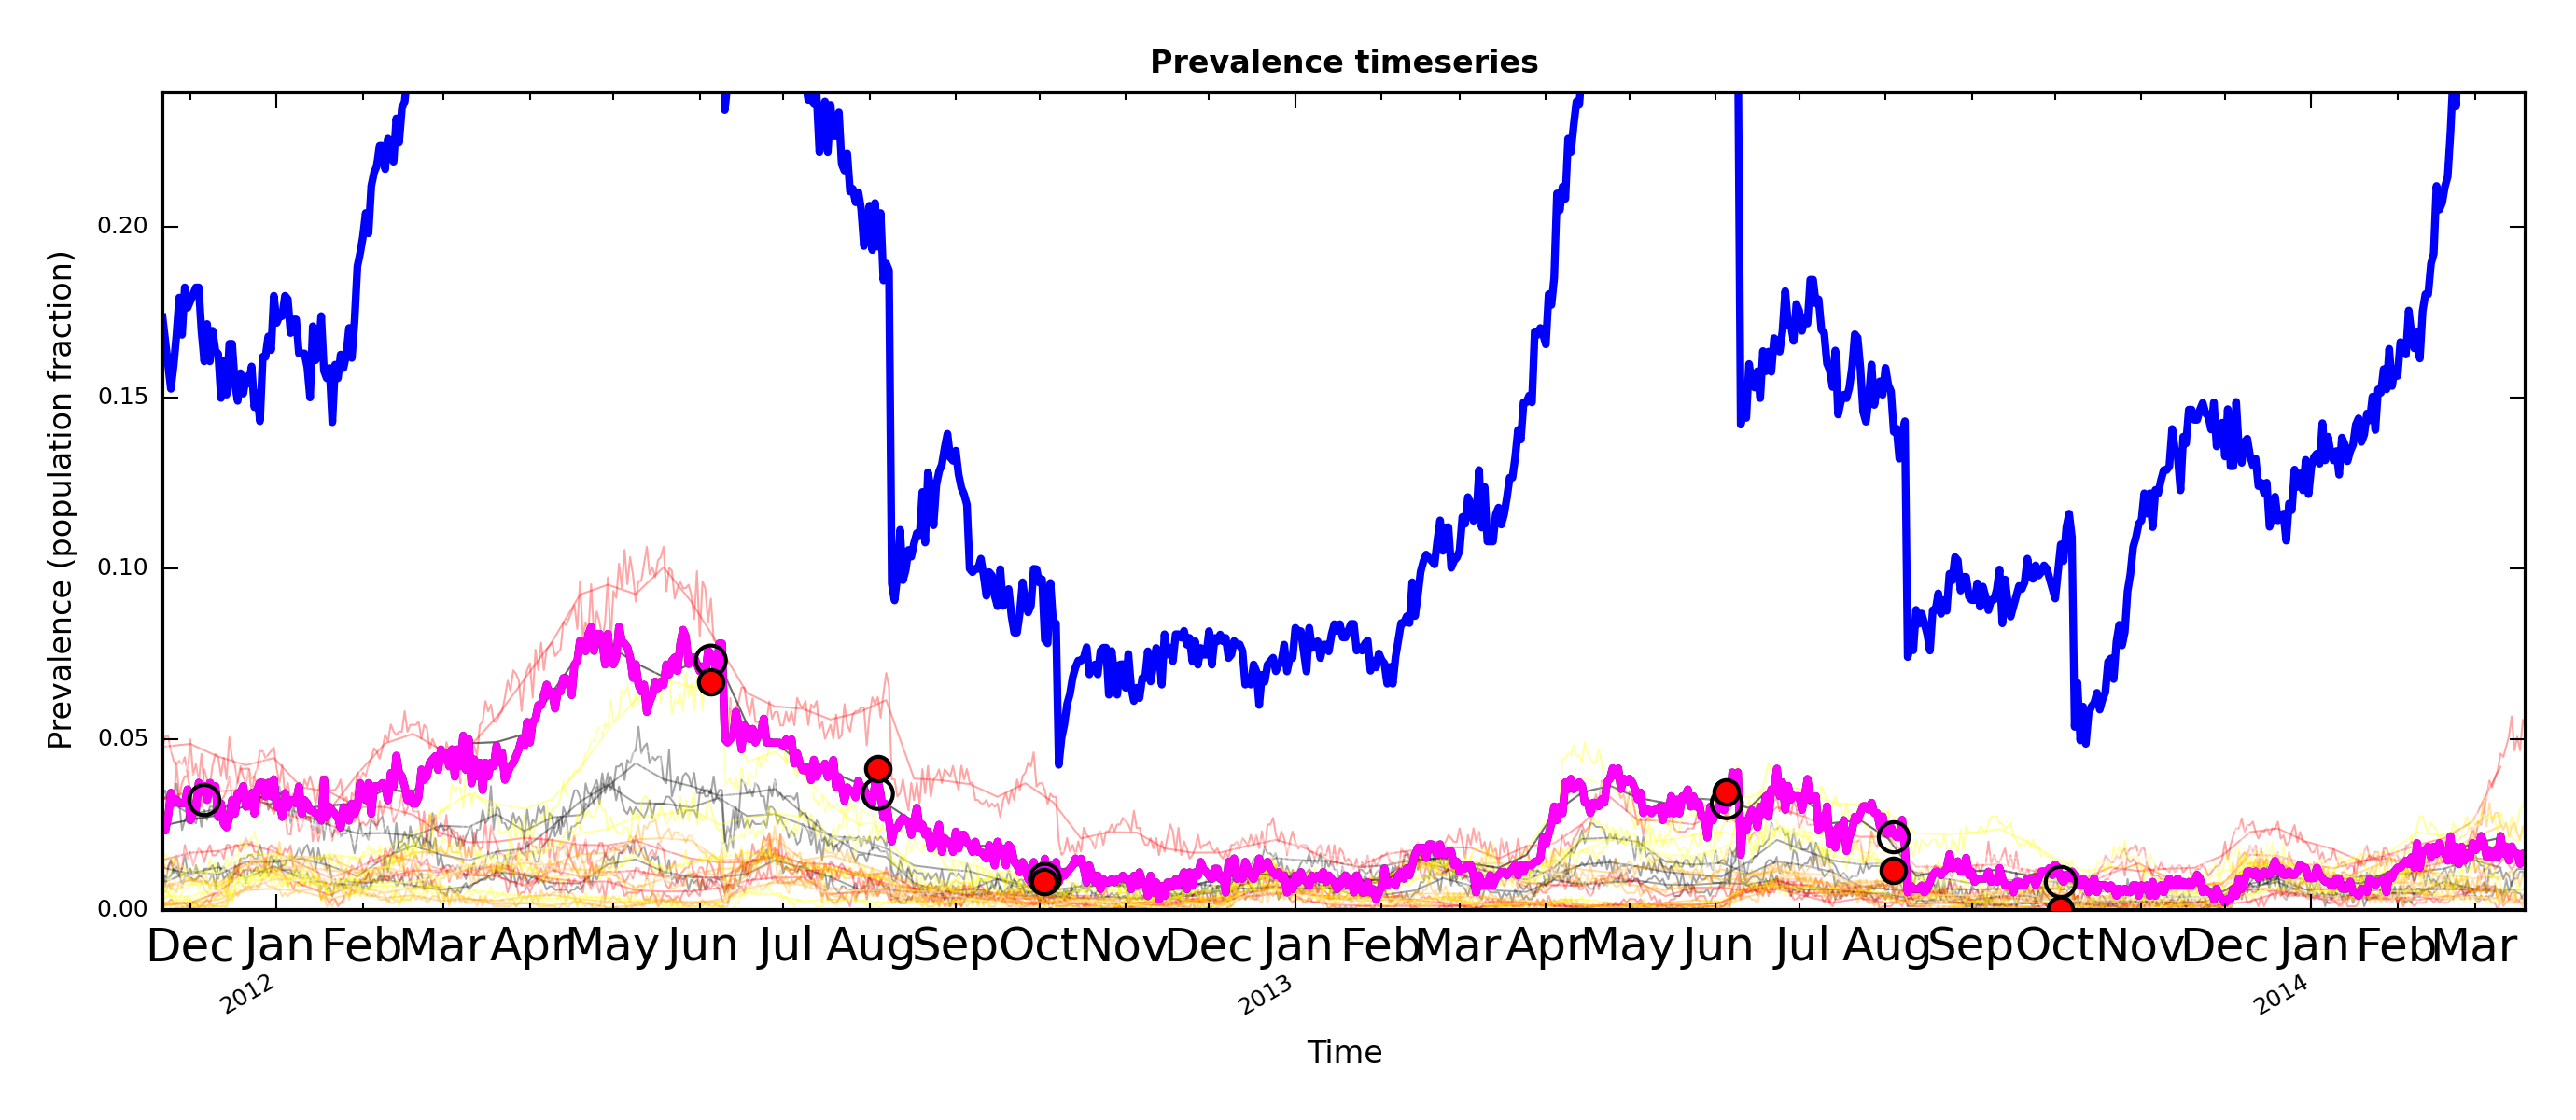 Prevalence timeseries
Prevalence (population fraction)
0.20
0.15
0.10
0.05
0.00
Dec Jan Feb Mar Apr May Jun Jul Aug Sep Oct Nov Dec Jan Feb Mar Apr May Jun Jul Aug Sep Oct Nov Dec Jan Feb Mar
2012 2013 2014
Time